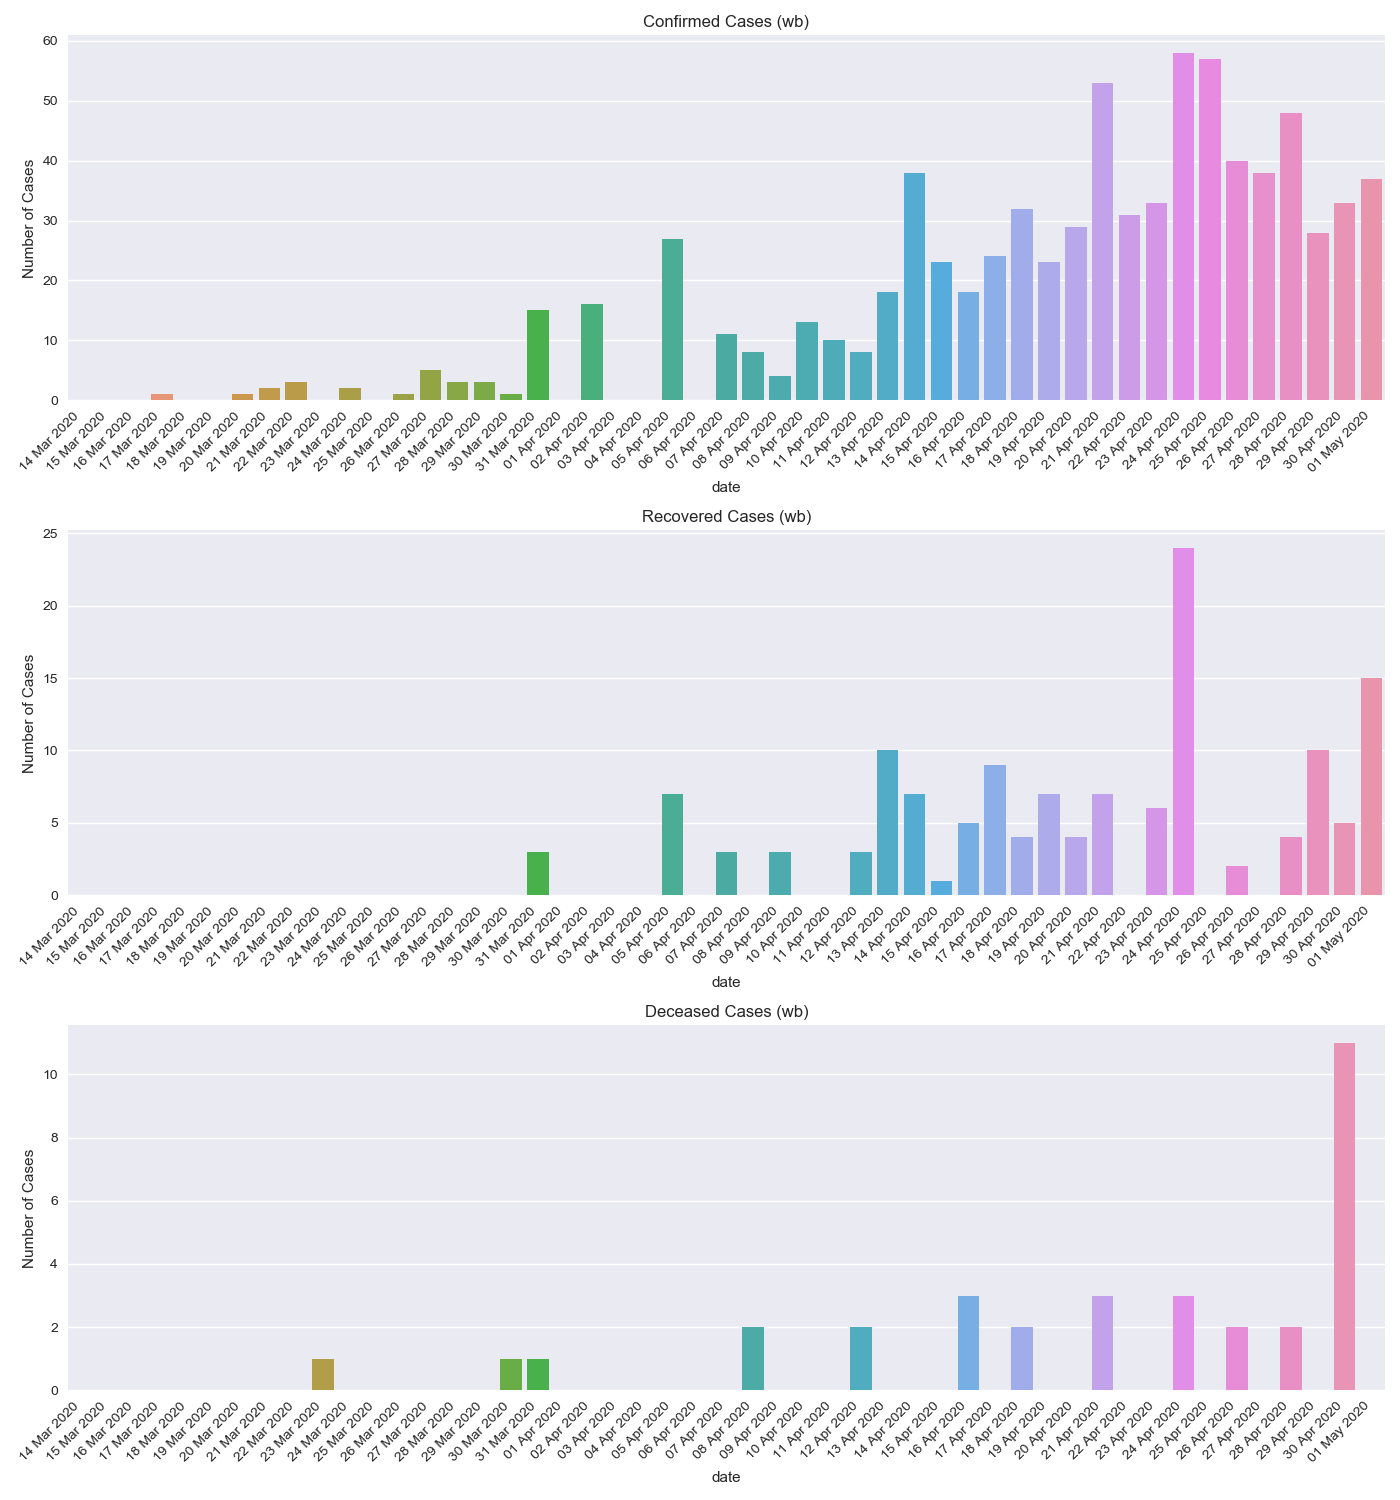 Confirmed Cases (wb)
60
50
40
30
20
10
0
Number of Cases
14 Mar 2020
15 Mar 2020
16 Mar 2020
17 Mar 2020
18 Mar 2020
19 Mar 2020
20 Mar 2020
21 Mar 2020
22 Mar 2020
23 Mar 2020
24 Mar 2020
25 Mar 2020
26 Mar 2020
27 Mar 2020
28 Mar 2020
29 Mar 2020
30 Mar 2020
31 Mar 2020
01 Apr 2020
02 Apr 2020
03 Apr 2020
04 Apr 2020
05 Apr 2020
06 Apr 2020
07 Apr 2020
08 Apr 2020
09 Apr 2020
10 Apr 2020
11 Apr 2020
12 Apr 2020
13 Apr 2020
14 Apr 2020
15 Apr 2020
16 Apr 2020
17 Apr 2020
18 Apr 2020
19 Apr 2020
20 Apr 2020
21 Apr 2020
22 Apr 2020
23 Apr 2020
24 Apr 2020
25 Apr 2020
26 Apr 2020
27 Apr 2020
28 Apr 2020
29 Apr 2020
30 Apr 2020
01 May 2020
date
Recovered Cases (wb)
25
20
15
10
5
0
Number of Cases
14 Mar 2020
15 Mar 2020
16 Mar 2020
17 Mar 2020
18 Mar 2020
19 Mar 2020
20 Mar 2020
21 Mar 2020
22 Mar 2020
23 Mar 2020
24 Mar 2020
25 Mar 2020
26 Mar 2020
27 Mar 2020
28 Mar 2020
29 Mar 2020
30 Mar 2020
31 Mar 2020
01 Apr 2020
02 Apr 2020
03 Apr 2020
04 Apr 2020
05 Apr 2020
06 Apr 2020
07 Apr 2020
08 Apr 2020
09 Apr 2020
10 Apr 2020
11 Apr 2020
12 Apr 2020
13 Apr 2020
14 Apr 2020
15 Apr 2020
16 Apr 2020
17 Apr 2020
18 Apr 2020
19 Apr 2020
20 Apr 2020
21 Apr 2020
22 Apr 2020
23 Apr 2020
24 Apr 2020
25 Apr 2020
26 Apr 2020
27 Apr 2020
28 Apr 2020
29 Apr 2020
30 Apr 2020
01 May 2020
date
Deceased Cases (wb)
10
8
6
4
2
0
Number of Cases
14 Mar 2020
15 Mar 2020
16 Mar 2020
17 Mar 2020
18 Mar 2020
19 Mar 2020
20 Mar 2020
21 Mar 2020
22 Mar 2020
23 Mar 2020
24 Mar 2020
25 Mar 2020
26 Mar 2020
27 Mar 2020
28 Mar 2020
29 Mar 2020
30 Mar 2020
31 Mar 2020
01 Apr 2020
02 Apr 2020
03 Apr 2020
04 Apr 2020
05 Apr 2020
06 Apr 2020
07 Apr 2020
08 Apr 2020
09 Apr 2020
10 Apr 2020
11 Apr 2020
12 Apr 2020
13 Apr 2020
14 Apr 2020
15 Apr 2020
16 Apr 2020
17 Apr 2020
18 Apr 2020
19 Apr 2020
20 Apr 2020
21 Apr 2020
22 Apr 2020
23 Apr 2020
24 Apr 2020
25 Apr 2020
26 Apr 2020
27 Apr 2020
28 Apr 2020
29 Apr 2020
30 Apr 2020
01 May 2020
date